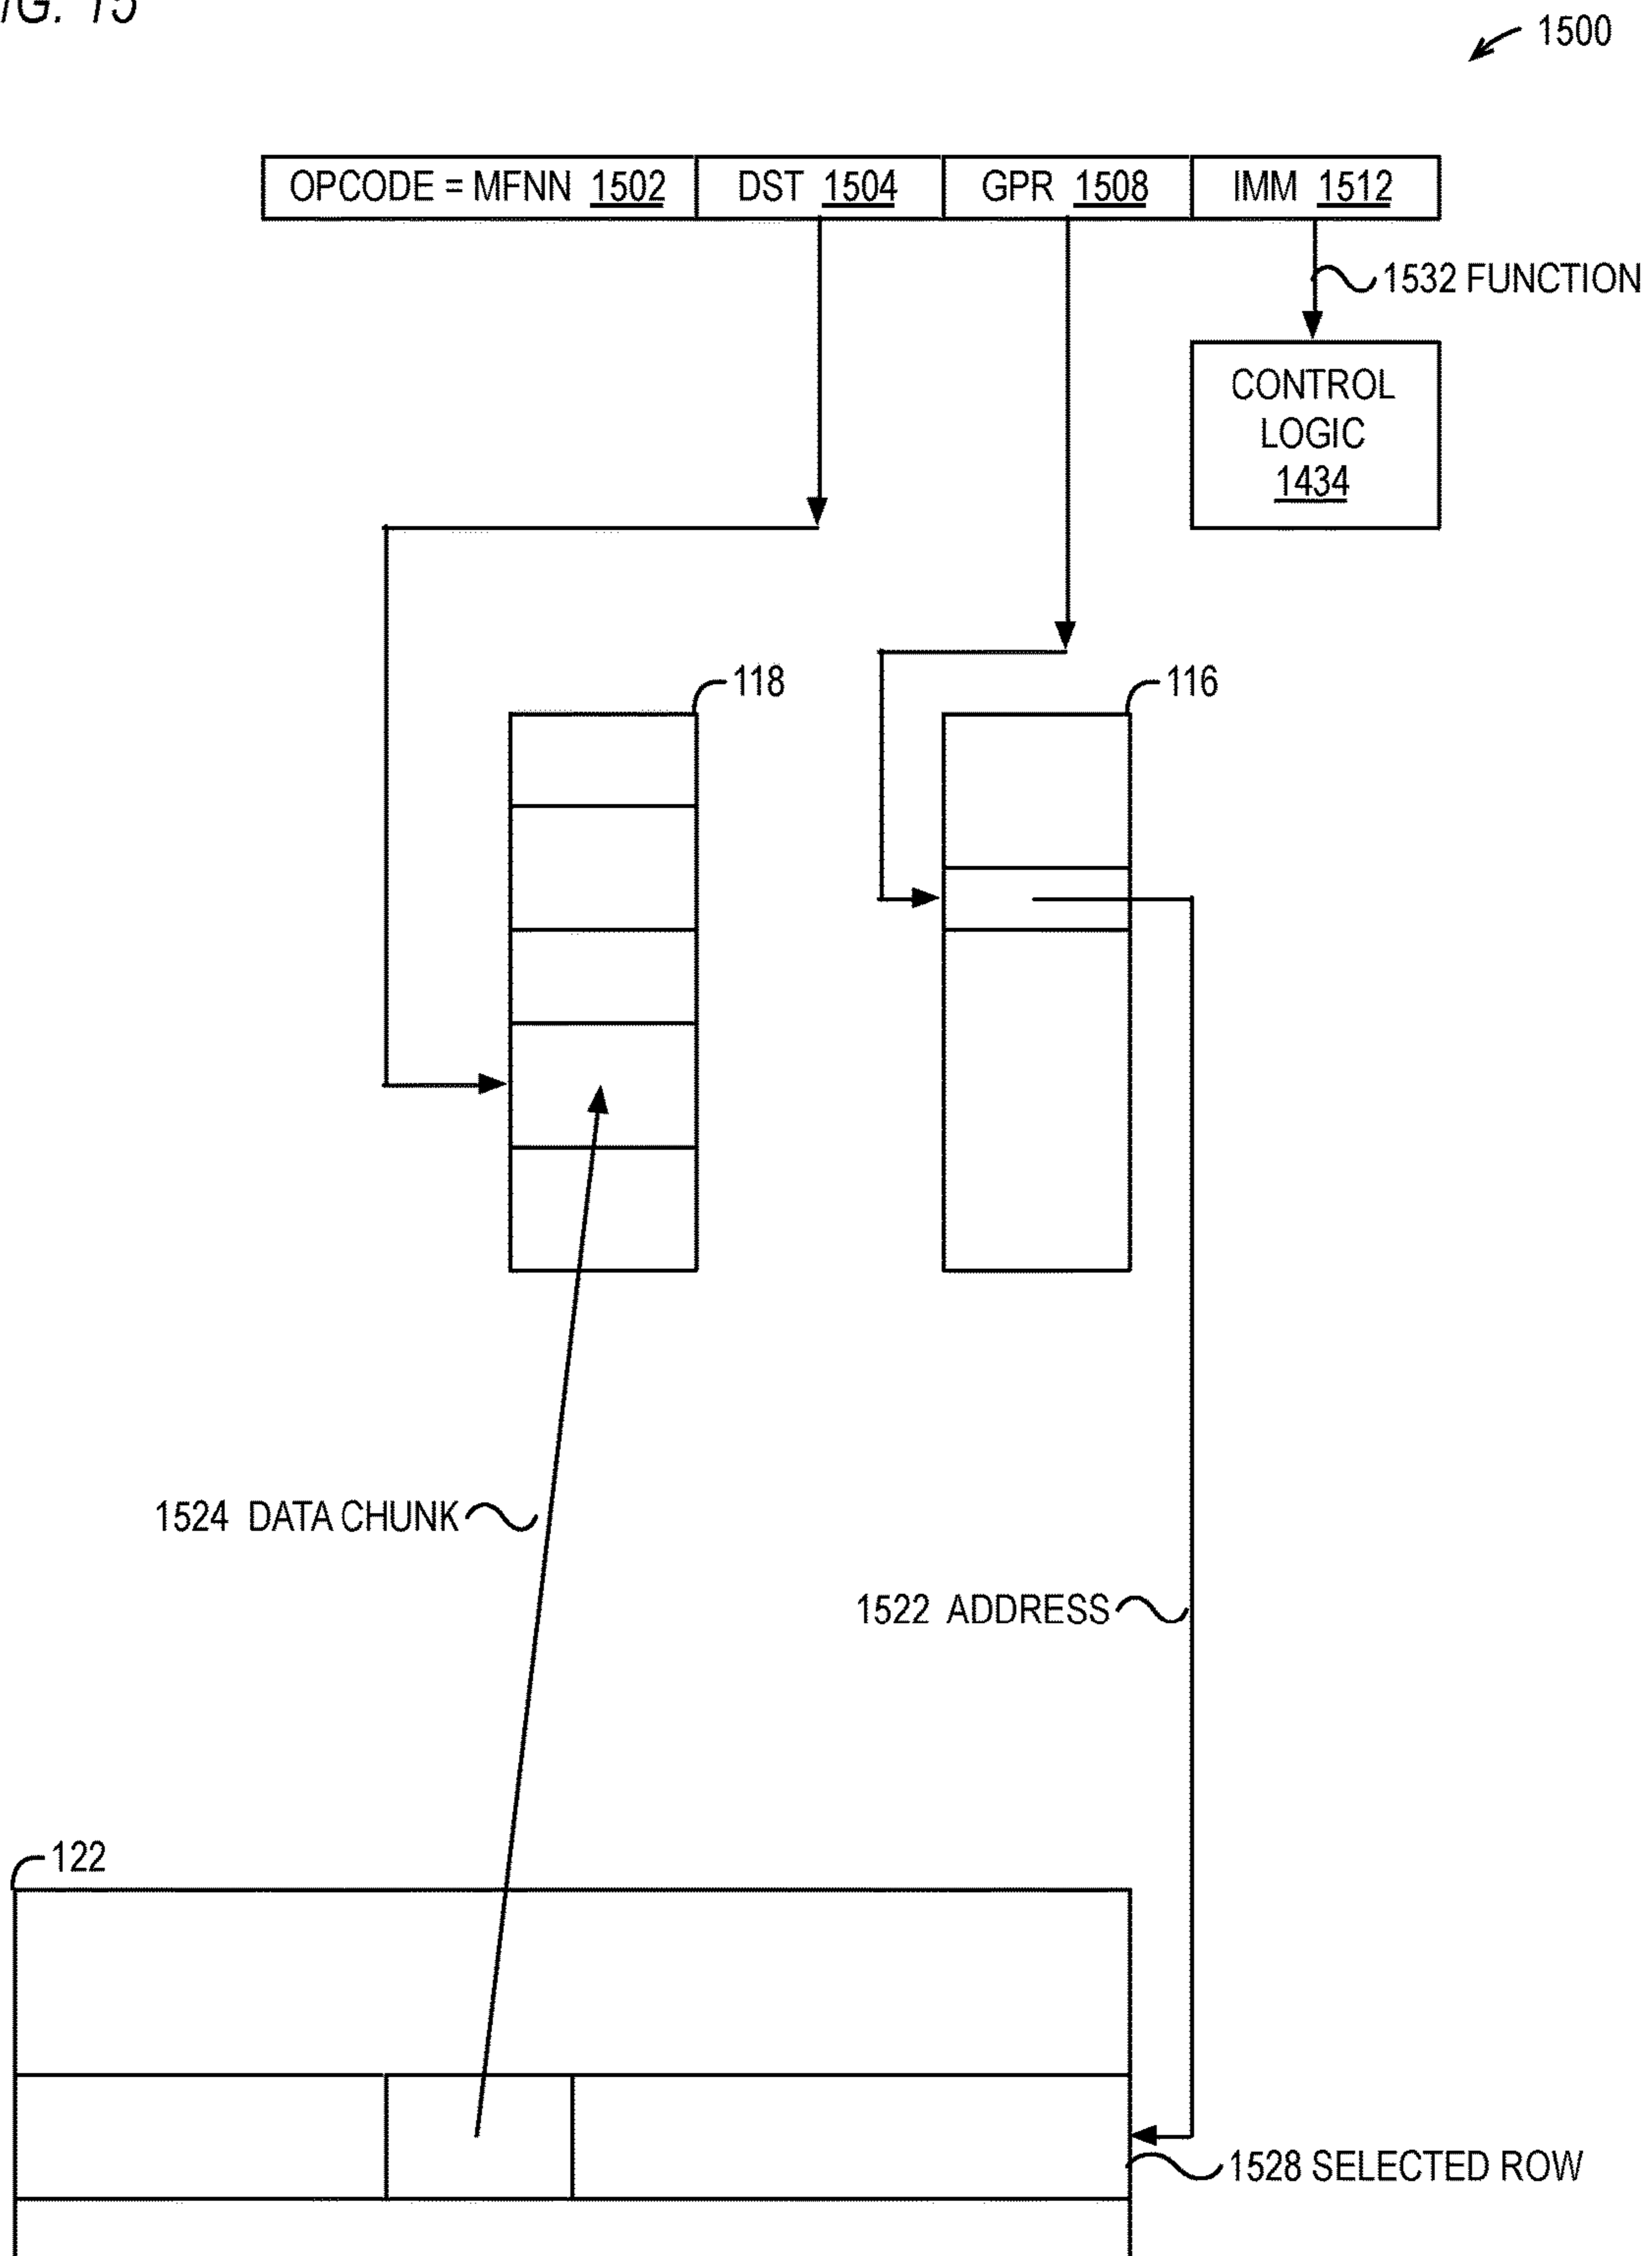 IG. 15
1500
OPCODE = MFNN 1502 DST 1504 GPR 1508 IMM 1512
1532 FUNCTION
CONTROL
LOGIC
1434
118
116
1524 DATA CHUNK
1522 ADDRESS
122
1528 SELECTED ROW